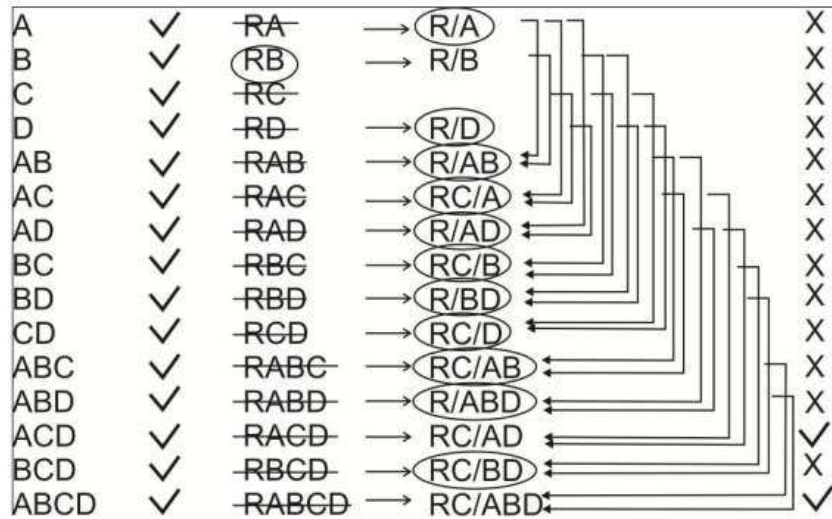 A ✓ RA → R/A X
B ✓ RB → R/B X
C ✓ RC X
D ✓ RD → R/D X
AB ✓ RAB → R/AB X
AC ✓ RAC → RC/A X
AD ✓ RAD → R/AD X
BC ✓ RBC → RC/B X
BD ✓ RBD → R/BD X
CD ✓ RCD → RC/D X
ABC ✓ RABC → RC/AB X
ABD ✓ RABD → R/ABD X
ACD ✓ RACD → RC/AD ✓
BCD ✓ RBCD → RC/BD X
ABCD ✓ RABCD → RC/ABD ✓